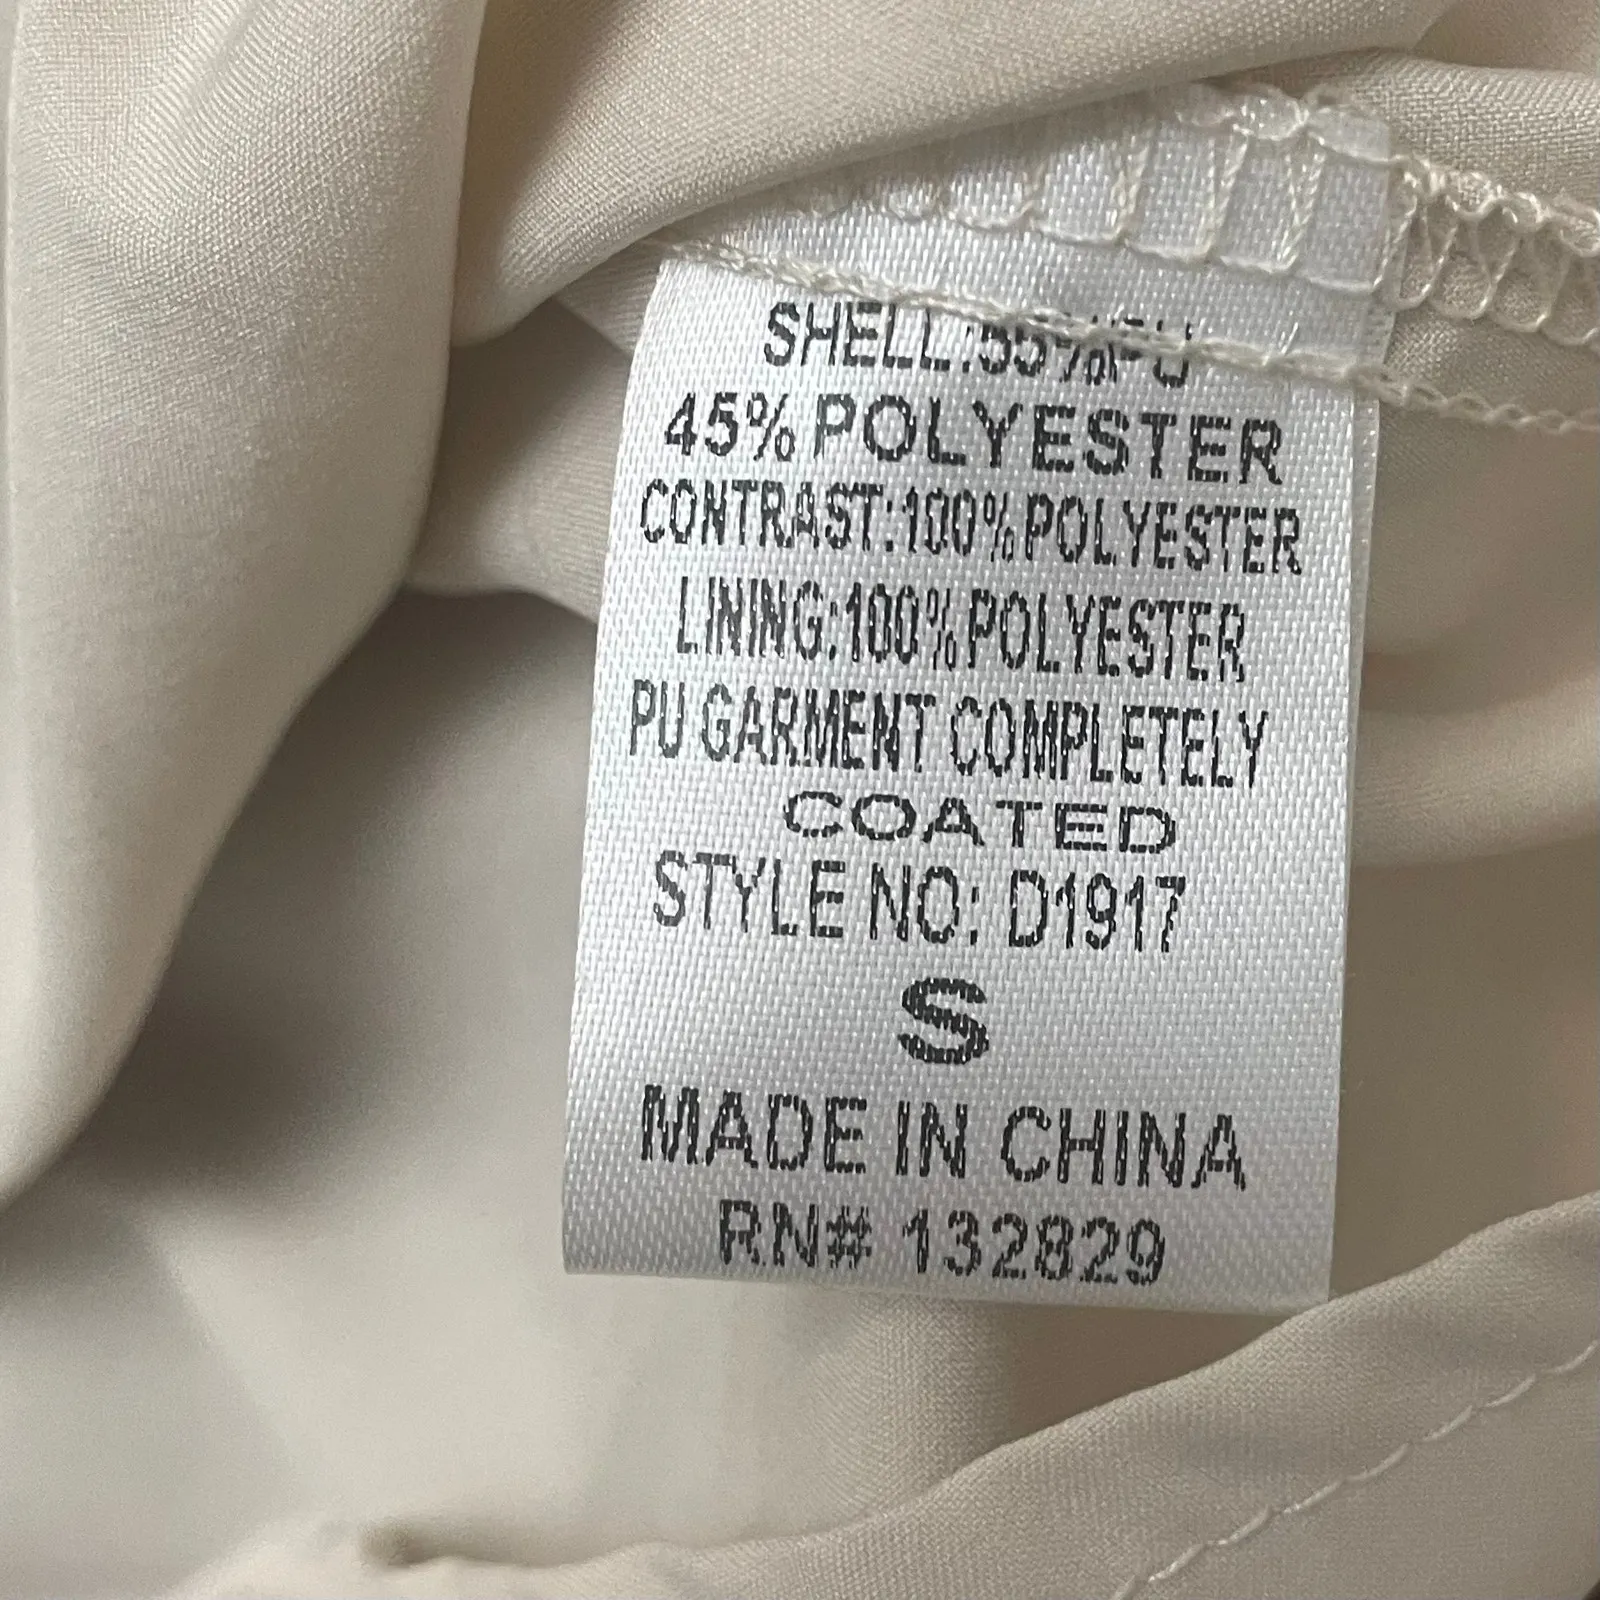 SHELL:55%PU
45%POLYESTER
CONTRAST:100%POLYESTER
LINING:100%POLYESTER
PU GARMENT COMPLETELY
COATED
STYLE NO: D1917
S
MADE IN CHINA
RN# 132829